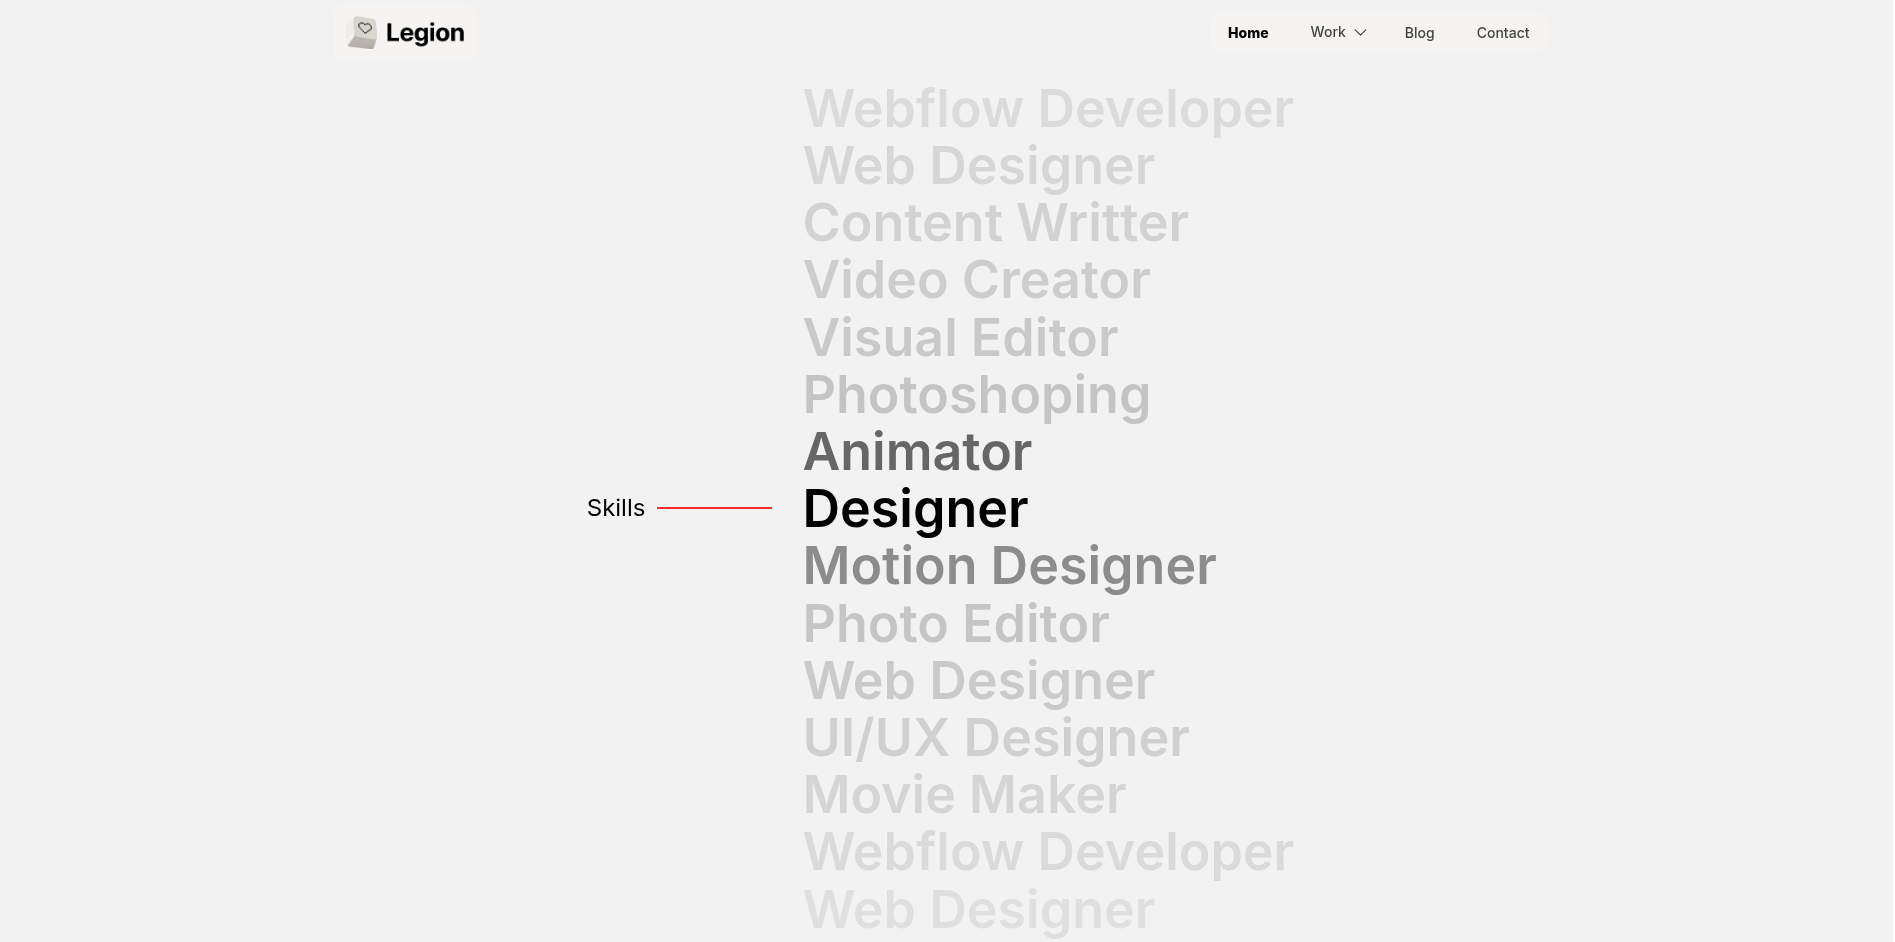 Legion
Home Work Blog Contact
Webflow Developer
Web Designer
Content Writter
Video Creator
Visual Editor
Photoshoping
Animator
Skills Designer
Motion Designer
Photo Editor
Web Designer
UI/UX Designer
Movie Maker
Webflow Developer
Web Designer